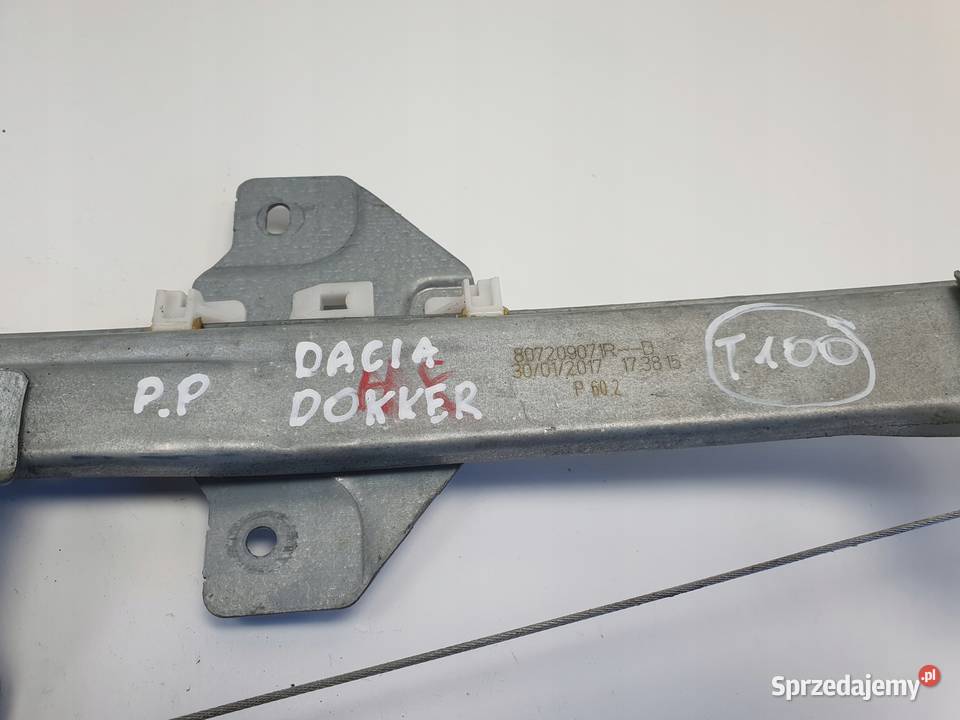 P.P
DACIA
DOKKER
807209071R---D
30/01/2017 17:38 15
P 60.2
T100
Sprzedajemy.pl